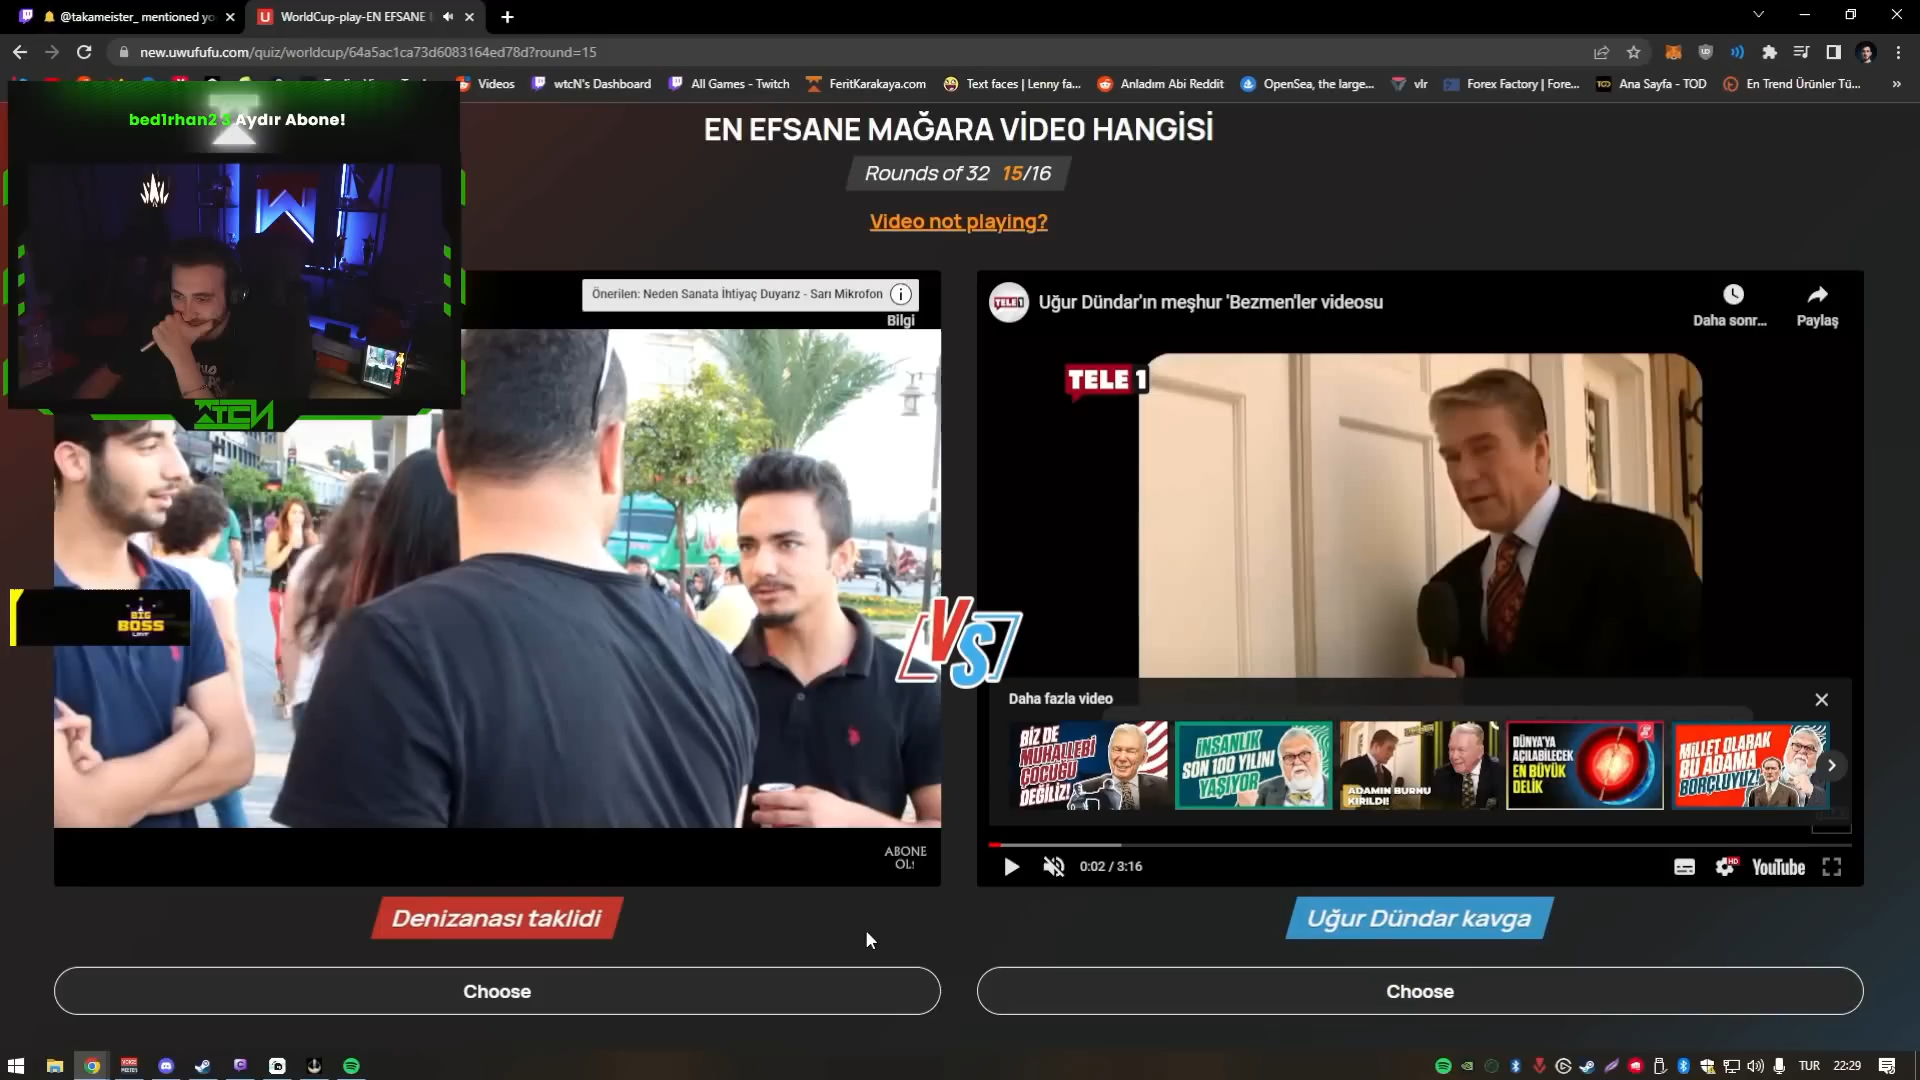 @takameister_ mentioned yo
WorldCup-play-EN EFSANE
new.uwufufu.com/quiz/worldcup/64a5ac1ca73d6083164ed78d?round=15
Videos
wtcN's Dashboard
All Games - Twitch
FeritKarakaya.com
Text faces | Lenny fa...
Anladım Abi Reddit
OpenSea, the large...
vlr
Forex Factory | Fore...
Ana Sayfa - TOD
En Trend Ürünler Tü...
bed1rhan2 3 Aydır Abone!
EN EFSANE MAĞARA VİDEO HANGİSİ
Rounds of 32 15/16
Video not playing?
Önerilen: Neden Sanata İhtiyaç Duyarız - Sarı Mikrofon
Bilgi
WTCN
BIG
BOSS
ABONE
OL!
VS
TELE1
Uğur Dündar'ın meşhur 'Bezmen'ler videosu
Daha sonr...
Paylaş
TELE 1
Daha fazla video
BİZ DE
MUHALLEBİ
ÇOCUĞU
DEĞİLİZ!
İNSANLIK
SON 100 YILINI
YAŞIYOR
ADAMIN BURNU
KIRILDI!
DÜNYA'YA
AÇILABİLECEK
EN BÜYÜK
DELİK
MİLLET OLARAK
BU ADAMA
BORÇLUYUZ!
0:02 / 3:16
HD
YouTube
Denizanası taklidi
Uğur Dündar kavga
Choose
Choose
TUR
22:29